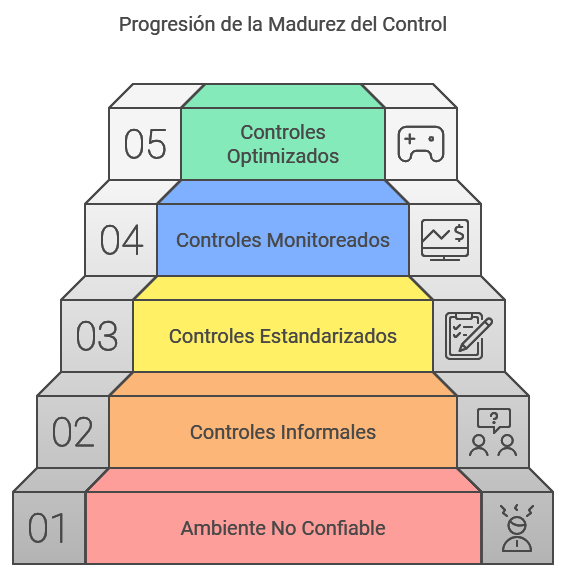 Progresión de la Madurez del Control
05
Controles
Optimizados
04
Controles Monitoreados
$
03
Controles Estandarizados
02
Controles Informales
?
01
Ambiente No Confiable